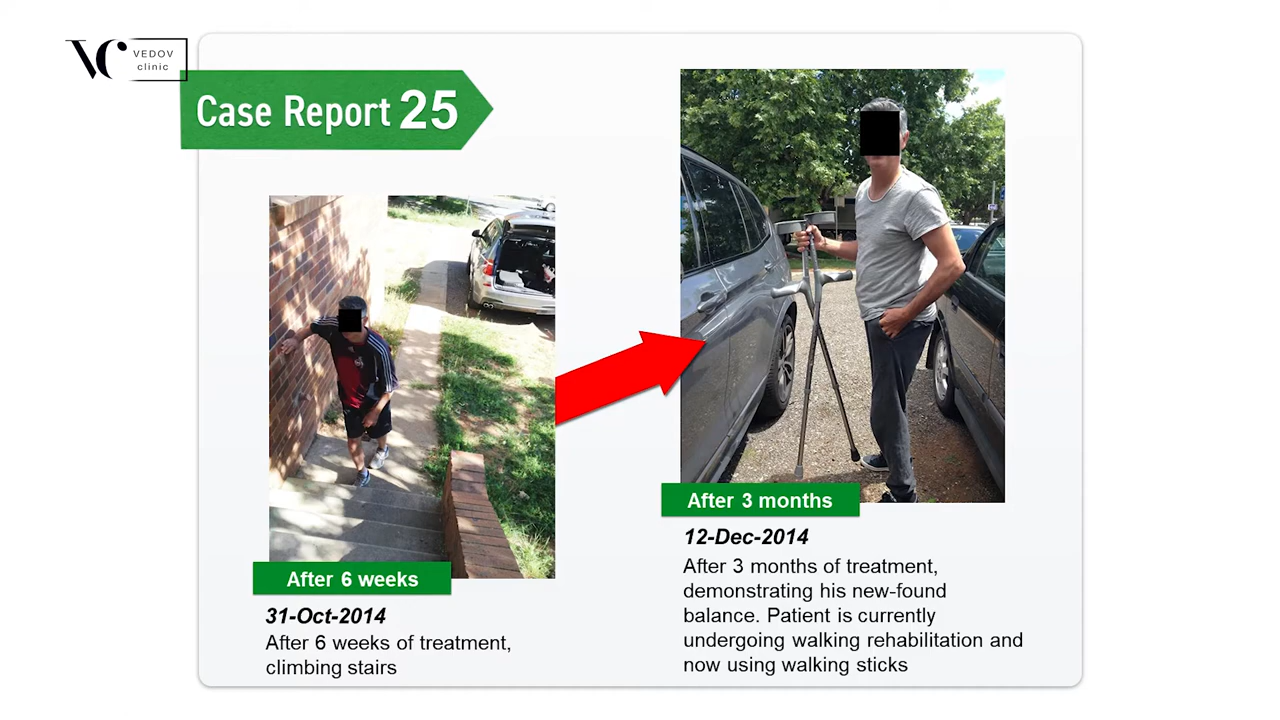 VC
VEDOV
clinic
Case Report 25
After 6 weeks
31-Oct-2014
After 6 weeks of treatment,
climbing stairs
After 3 months
12-Dec-2014
After 3 months of treatment,
demonstrating his new-found
balance. Patient is currently
undergoing walking rehabilitation and
now using walking sticks